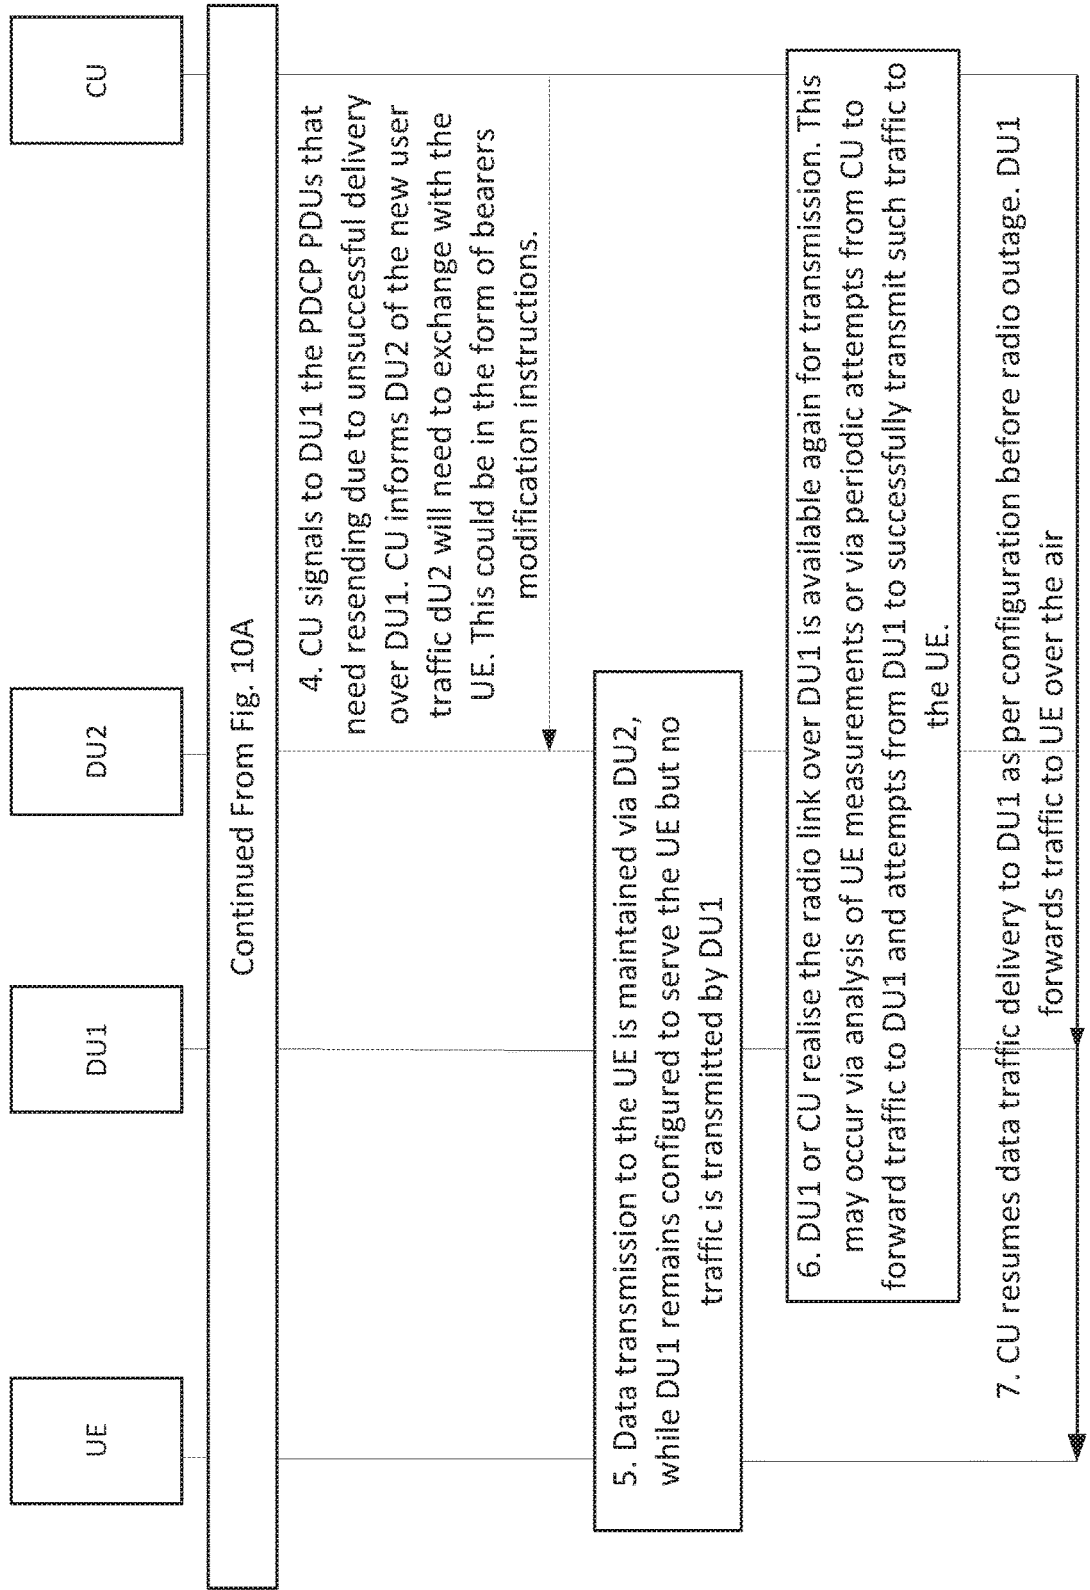 UE
DU1
DU2
CU
Continued From Fig. 10A
4. CU signals to DU1 the PDCP PDUs that
need resending due to unsuccessful delivery
over DU1. CU informs DU2 of the new user
traffic dU2 will need to exchange with the
UE. This could be in the form of bearers
modification instructions.
5. Data transmission to the UE is maintained via DU2,
while DU1 remains configured to serve the UE but no
traffic is transmitted by DU1
6. DU1 or CU realise the radio link over DU1 is available again for transmission. This
may occur via analysis of UE measurements or via periodic attempts from CU to
forward traffic to DU1 and attempts from DU1 to successfully transmit such traffic to
the UE.
7. CU resumes data traffic delivery to DU1 as per configuration before radio outage. DU1
forwards traffic to UE over the air